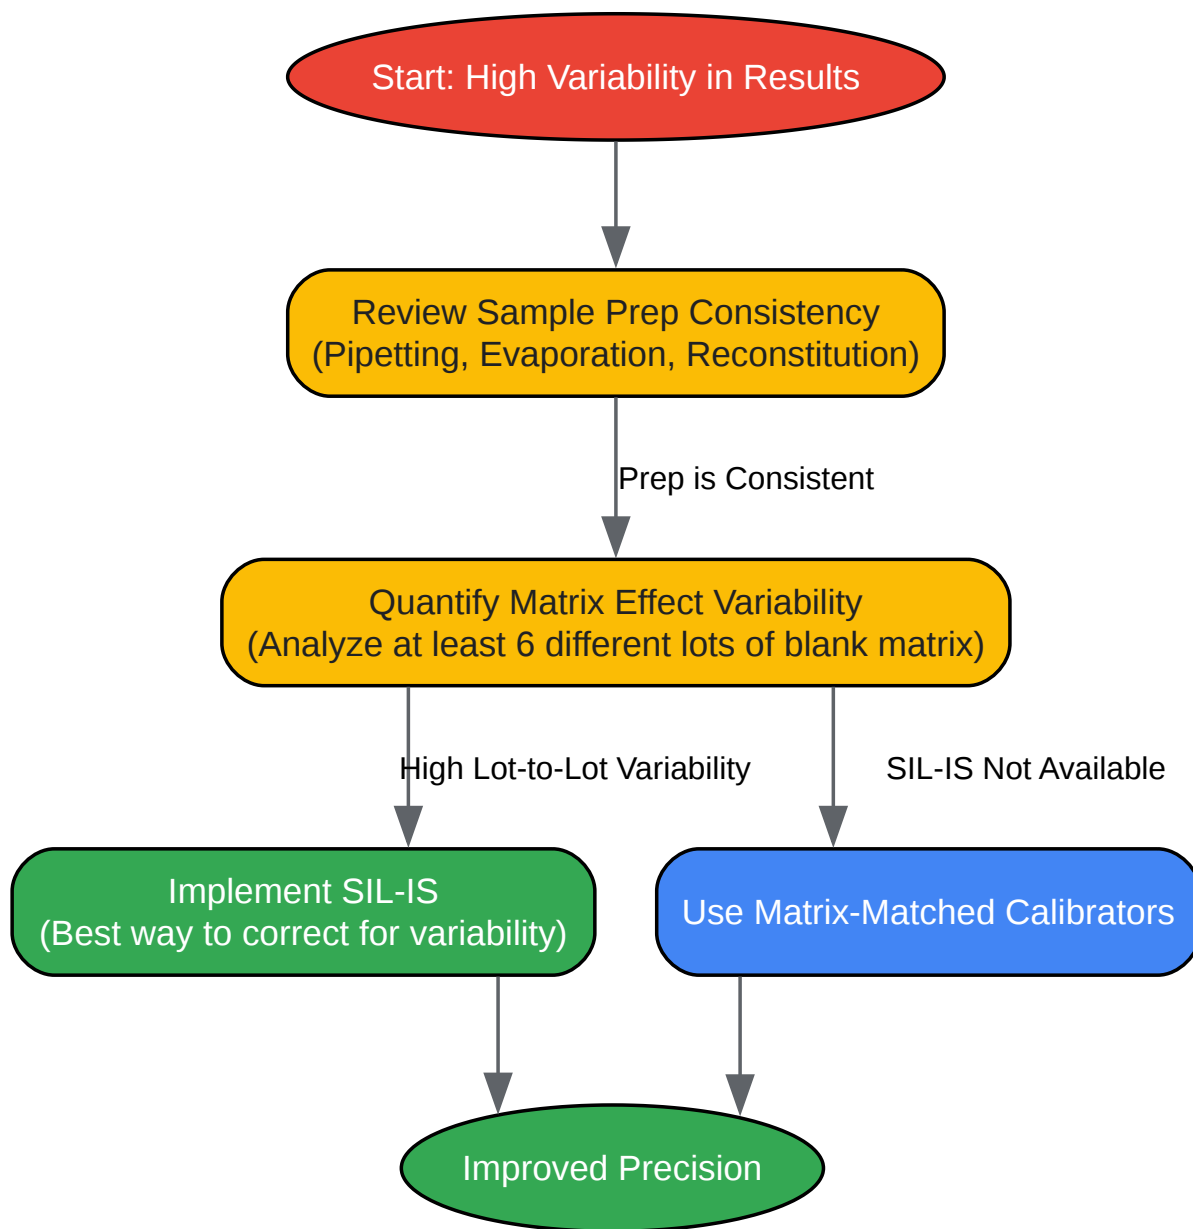 Start: High Variability in Results
Review Sample Prep Consistency
(Pipetting, Evaporation, Reconstitution)
Prep is Consistent
Quantify Matrix Effect Variability
(Analyze at least 6 different lots of blank matrix)
High Lot-to-Lot Variability
SIL-IS Not Available
Implement SIL-IS
(Best way to correct for variability)
Use Matrix-Matched Calibrators
Improved Precision